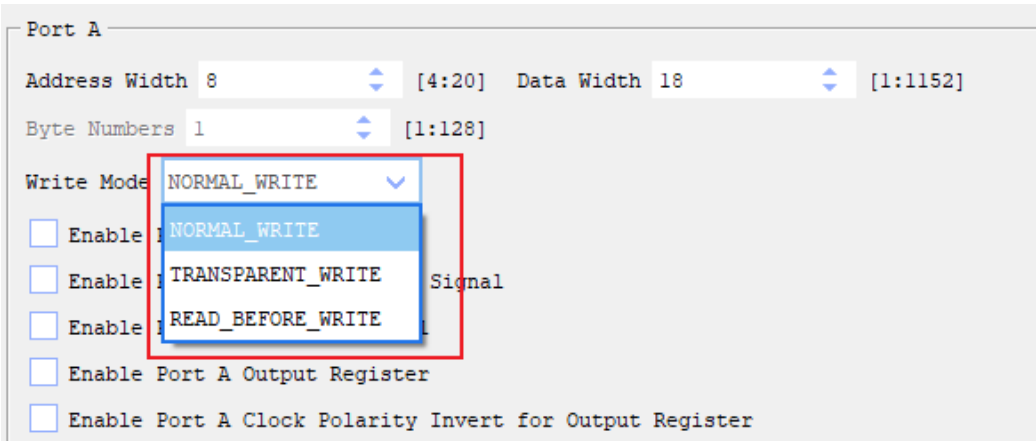 Port A
Address Width 8 [4:20] Data Width 18 [1:1152]
Byte Numbers 1 [1:128]
Write Mode NORMAL_WRITE
Enable NORMAL_WRITE
Enable TRANSPARENT_WRITE Signal
Enable READ_BEFORE_WRITE
Enable Port A Output Register
Enable Port A Clock Polarity Invert for Output Register